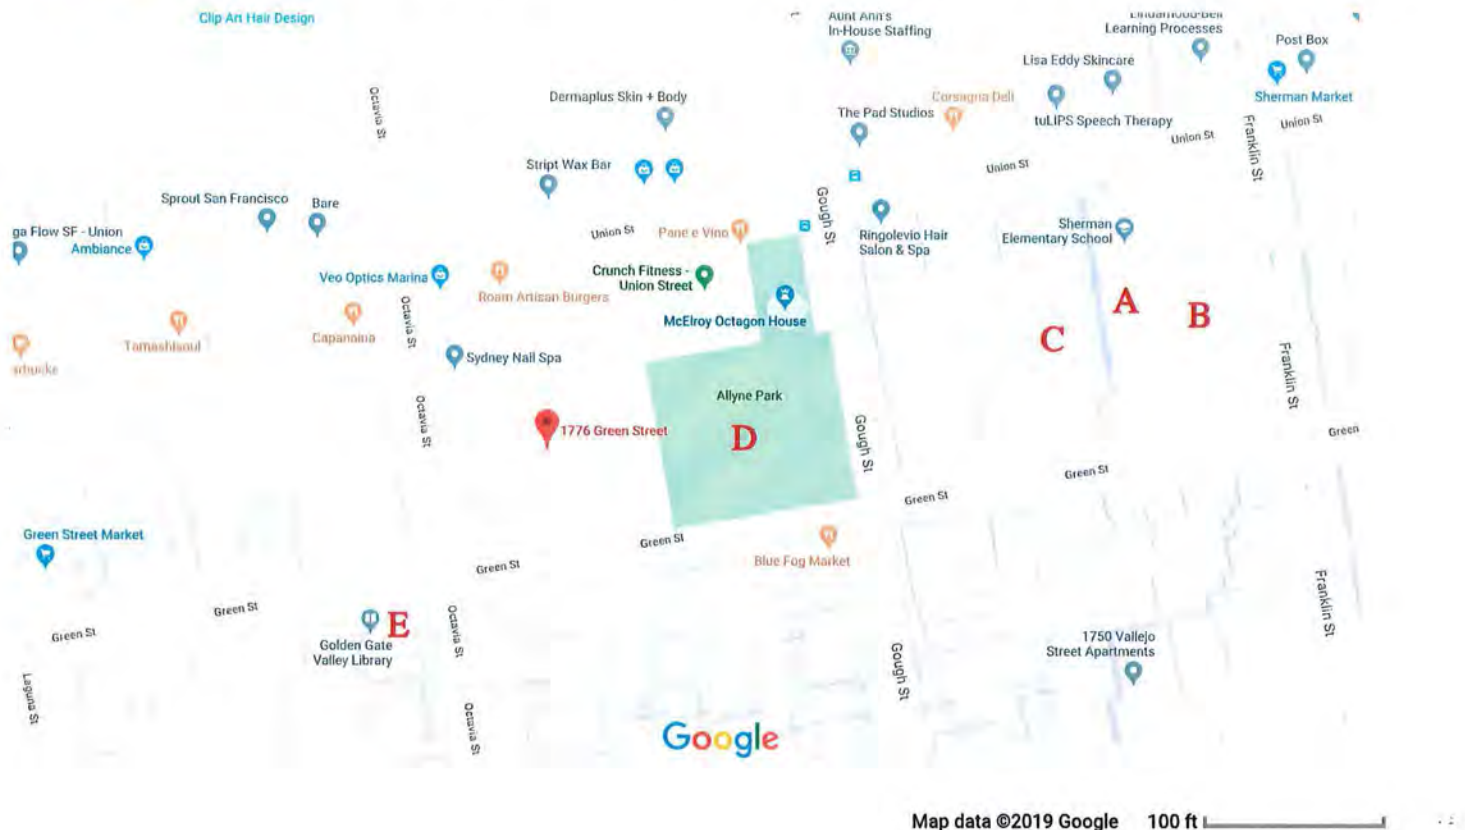 Clip Art Hair Design
Aunt Ann's
In-House Staffing
Lindamood-Bell
Learning Processes
Post Box
Lisa Eddy Skincare
Sherman Market
Octavia St
Dermaplus Skin + Body
The Pad Studios
Corsagna Deli
tuLIPS Speech Therapy
Union St
Union St
Franklin St
Union St
Stript Wax Bar
Sprout San Francisco
Bare
Gough St
ga Flow SF - Union
Ambiance
Union St
Pane e Vino
Ringolevio Hair
Salon & Spa
Sherman
Elementary School
Veo Optics Marina
Roam Artisan Burgers
Crunch Fitness -
Union Street
McElroy Octagon House
A
B
C
Octavia St
Capannina
Sydney Nail Spa
Franklin St
Allyne Park
Octavia St
1776 Green Street
D
Gough St
Green
Green St
Green St
Green Street Market
Green St
Blue Fog Market
Green St
Franklin St
Green St
Green St
E
Golden Gate
Valley Library
Octavia St
1750 Vallejo
Street Apartments
Gough St
Laguna St
Octavia St
Google
Map data ©2019 Google
100 ft